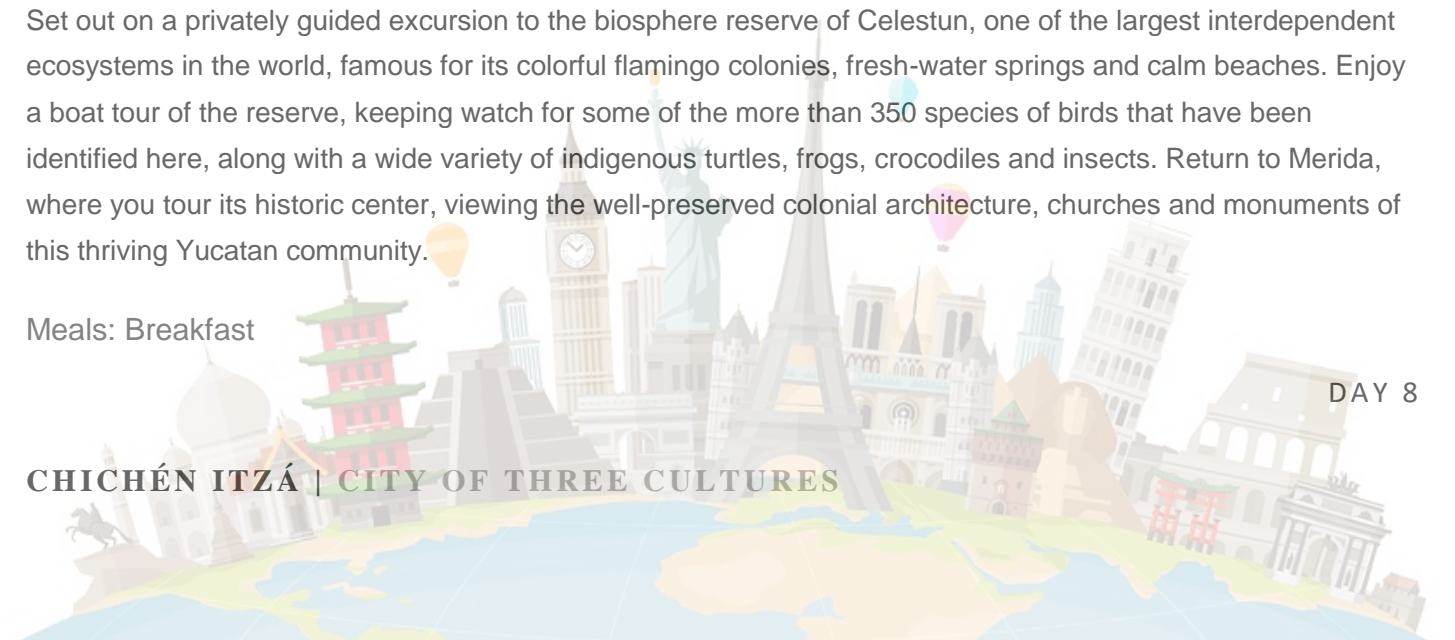 Set out on a privately guided excursion to the biosphere reserve of Celestun, one of the largest interdependent
ecosystems in the world, famous for its colorful flamingo colonies, fresh-water springs and calm beaches. Enjoy
a boat tour of the reserve, keeping watch for some of the more than 350 species of birds that have been
identified here, along with a wide variety of indigenous turtles, frogs, crocodiles and insects. Return to Merida,
where you tour its historic center, viewing the well-preserved colonial architecture, churches and monuments of
this thriving Yucatan community.
Meals: Breakfast
DAY 8
CHICHÉN ITZÁ | CITY OF THREE CULTURES